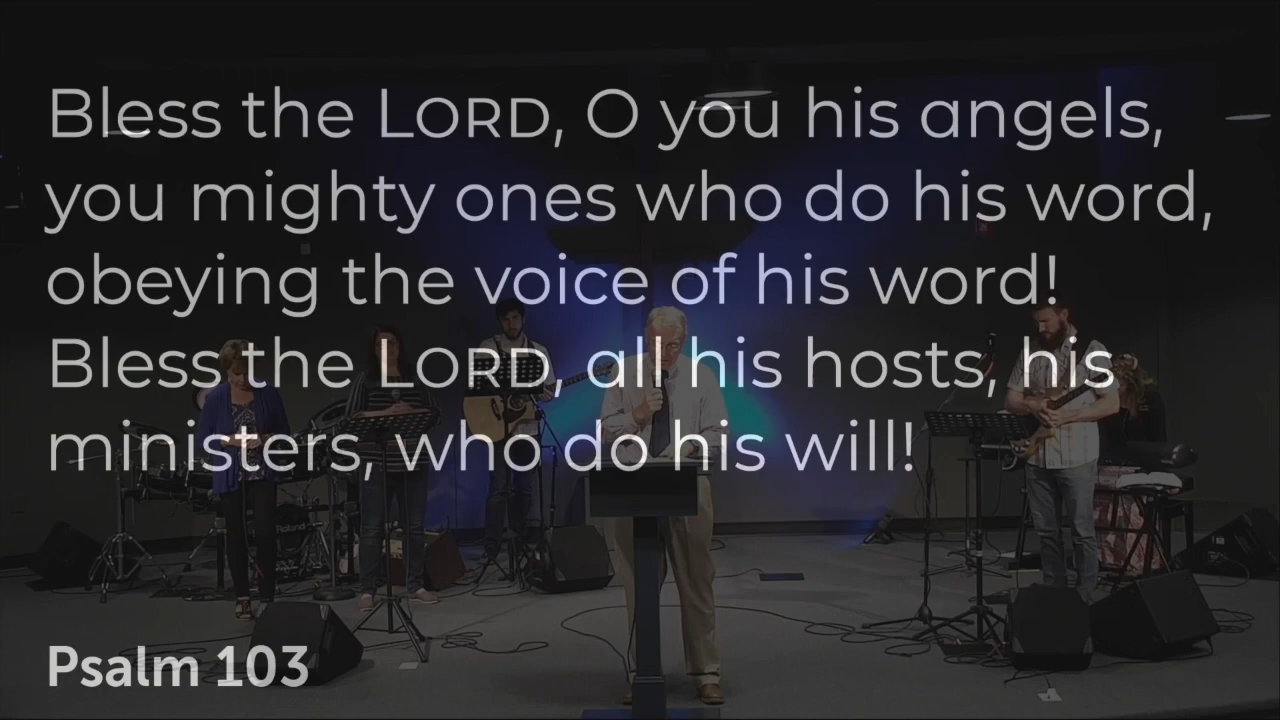 Bless the LORD, O you his angels,
you mighty ones who do his word,
obeying the voice of his word!
Bless the LORD, all his hosts, his
ministers, who do his will!
Roland
Psalm 103